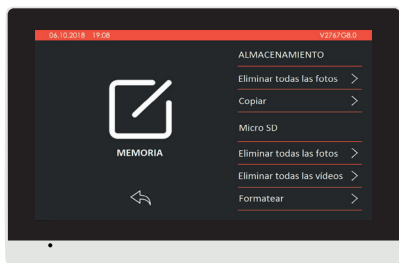 06.10.2018 19:08
V2767G8.0
MEMORIA
ALMACENAMIENTO
Eliminar todas las fotos
Copiar
Micro SD
Eliminar todas las fotos
Eliminar todas las vídeos
Formatear